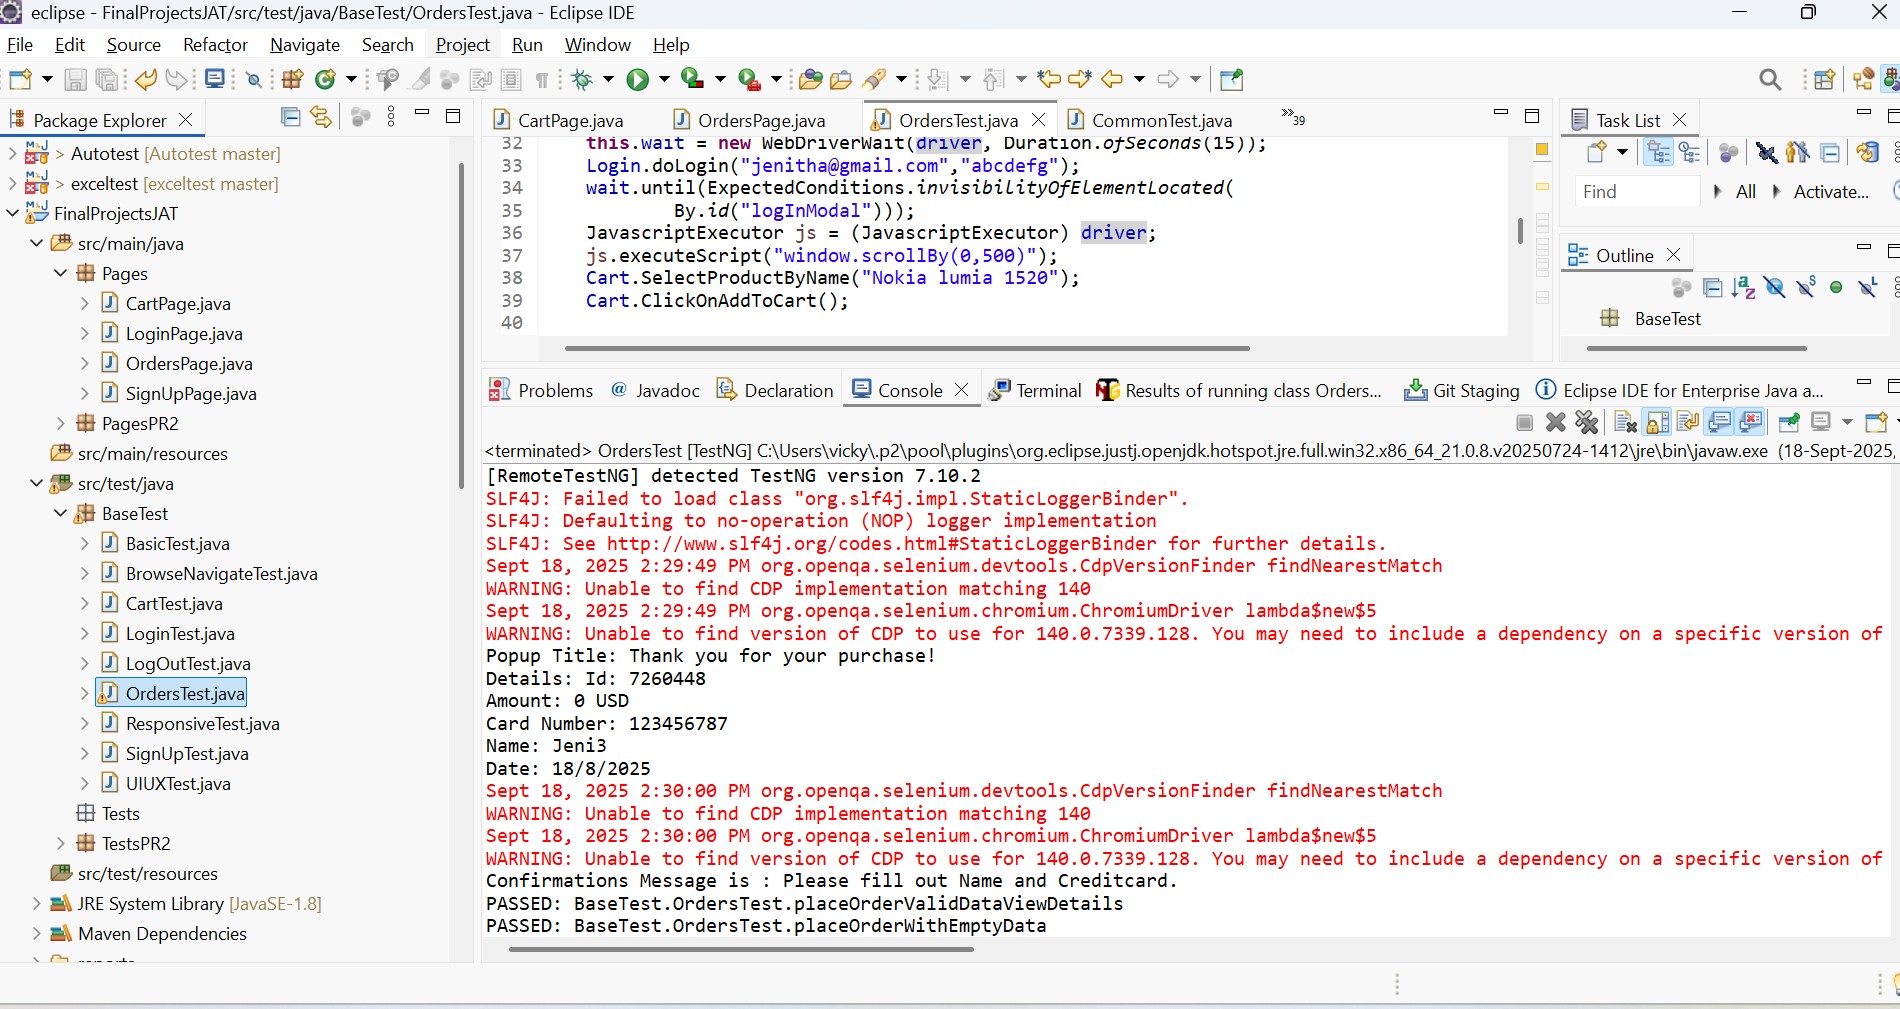 eclipse - FinalProjectsJAT/src/test/java/BaseTest/OrdersTest.java - Eclipse IDE
File Edit Source Refactor Navigate Search Project Run Window Help
Package Explorer
> Autotest [Autotest master]
> exceltest [exceltest master]
FinalProjectsJAT
src/main/java
Pages
CartPage.java
LoginPage.java
OrdersPage.java
SignUpPage.java
PagesPR2
src/main/resources
src/test/java
BaseTest
BasicTest.java
BrowseNavigateTest.java
CartTest.java
LoginTest.java
LogOutTest.java
OrdersTest.java
ResponsiveTest.java
SignUpTest.java
UIUXTest.java
Tests
TestsPR2
src/test/resources
JRE System Library [JavaSE-1.8]
Maven Dependencies
CartPage.java OrdersPage.java OrdersTest.java CommonTest.java »39
32 this.wait = new WebDriverWait(driver, Duration.ofSeconds(15));
33 Login.doLogin("jenitha@gmail.com","abcdefg");
34 wait.until(ExpectedConditions.invisibilityOfElementLocated(
35 By.id("logInModal")));
36 JavascriptExecutor js = (JavascriptExecutor) driver;
37 js.executeScript("window.scrollBy(0,500)");
38 Cart.SelectProductByName("Nokia lumia 1520");
39 Cart.ClickOnAddToCart();
40
Task List
Find All Activate...
Outline
BaseTest
Problems Javadoc Declaration Console Terminal Results of running class Orders... Git Staging Eclipse IDE for Enterprise Java a...
<terminated> OrdersTest [TestNG] C:\Users\vicky\.p2\pool\plugins\org.eclipse.justj.openjdk.hotspot.jre.full.win32.x86_64_21.0.8.v20250724-1412\jre\bin\javaw.exe (18-Sept-2025,
[RemoteTestNG] detected TestNG version 7.10.2
SLF4J: Failed to load class "org.slf4j.impl.StaticLoggerBinder".
SLF4J: Defaulting to no-operation (NOP) logger implementation
SLF4J: See http://www.slf4j.org/codes.html#StaticLoggerBinder for further details.
Sept 18, 2025 2:29:49 PM org.openqa.selenium.devtools.CdpVersionFinder findNearestMatch
WARNING: Unable to find CDP implementation matching 140
Sept 18, 2025 2:29:49 PM org.openqa.selenium.chromium.ChromiumDriver lambda$new$5
WARNING: Unable to find version of CDP to use for 140.0.7339.128. You may need to include a dependency on a specific version of
Popup Title: Thank you for your purchase!
Details: Id: 7260448
Amount: 0 USD
Card Number: 123456787
Name: Jeni3
Date: 18/8/2025
Sept 18, 2025 2:30:00 PM org.openqa.selenium.devtools.CdpVersionFinder findNearestMatch
WARNING: Unable to find CDP implementation matching 140
Sept 18, 2025 2:30:00 PM org.openqa.selenium.chromium.ChromiumDriver lambda$new$5
WARNING: Unable to find version of CDP to use for 140.0.7339.128. You may need to include a dependency on a specific version of
Confirmations Message is : Please fill out Name and Creditcard.
PASSED: BaseTest.OrdersTest.placeOrderValidDataViewDetails
PASSED: BaseTest.OrdersTest.placeOrderWithEmptyData